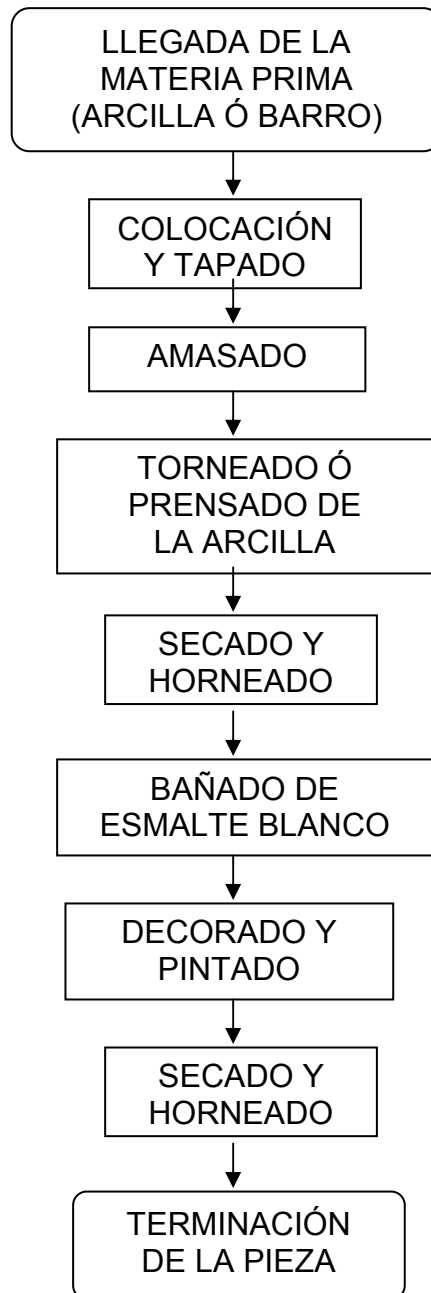 LLEGADA DE LA
MATERIA PRIMA
(ARCILLA Ó BARRO)
COLOCACIÓN
Y TAPADO
AMASADO
TORNEADO Ó
PRENSADO DE
LA ARCILLA
SECADO Y
HORNEADO
BAÑADO DE
ESMALTE BLANCO
DECORADO Y
PINTADO
SECADO Y
HORNEADO
TERMINACIÓN
DE LA PIEZA